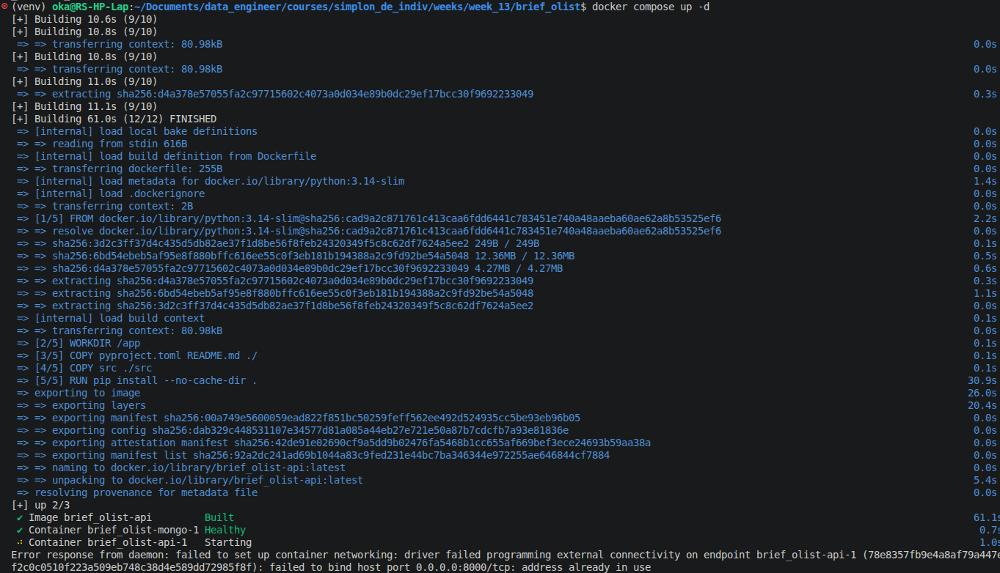 (venv) oka@RS-HP-Lap:~/Documents/data_engineer/courses/simplon_de_indiv/weeks/week_13/brief_olist$ docker compose up -d
[+] Building 10.6s (9/10)
[+] Building 10.8s (9/10)
=> => transferring context: 80.98kB 0.0s
[+] Building 10.8s (9/10)
=> => transferring context: 80.98kB 0.0s
[+] Building 11.0s (9/10)
=> => extracting sha256:d4a378e57055fa2c97715602c4073a0d034e89b0dc29ef17bcc30f9692233049 0.3s
[+] Building 11.1s (9/10)
[+] Building 61.0s (12/12) FINISHED
=> [internal] load local bake definitions 0.0s
=> => reading from stdin 616B 0.0s
=> [internal] load build definition from Dockerfile 0.0s
=> => transferring dockerfile: 255B 0.0s
=> [internal] load metadata for docker.io/library/python:3.14-slim 1.4s
=> [internal] load .dockerignore 0.0s
=> => transferring context: 2B 0.0s
=> [1/5] FROM docker.io/library/python:3.14-slim@sha256:cad9a2c871761c413caa6fdd6441c783451e740a48aaeba60ae62a8b53525ef6 2.2s
=> => resolve docker.io/library/python:3.14-slim@sha256:cad9a2c871761c413caa6fdd6441c783451e740a48aaeba60ae62a8b53525ef6 0.0s
=> => sha256:3d2c3ff37d4c435d5db82ae37f1d8be56f8feb24320349f5c8c62df7624a5ee2 249B / 249B 0.1s
=> => sha256:6bd54ebeb5af95e8f880bffc616ee55c0f3eb181b194388a2c9fd92be54a5048 12.36MB / 12.36MB 0.5s
=> => sha256:d4a378e57055fa2c97715602c4073a0d034e89b0dc29ef17bcc30f9692233049 4.27MB / 4.27MB 0.6s
=> => extracting sha256:d4a378e57055fa2c97715602c4073a0d034e89b0dc29ef17bcc30f9692233049 0.3s
=> => extracting sha256:6bd54ebeb5af95e8f880bffc616ee55c0f3eb181b194388a2c9fd92be54a5048 1.1s
=> => extracting sha256:3d2c3ff37d4c435d5db82ae37f1d8be56f8feb24320349f5c8c62df7624a5ee2 0.0s
=> [internal] load build context 0.1s
=> => transferring context: 80.98kB 0.0s
=> [2/5] WORKDIR /app 0.1s
=> [3/5] COPY pyproject.toml README.md ./ 0.1s
=> [4/5] COPY src ./src 0.1s
=> [5/5] RUN pip install --no-cache-dir . 30.9s
=> exporting to image 26.0s
=> => exporting layers 20.4s
=> => exporting manifest sha256:00a749e5600059ead822f851bc50259feff562ee492d524935cc5be93eb96b05 0.0s
=> => exporting config sha256:dab329c448531107e34577d81a085a44eb27e721e50a87b7cdcfb7a93e81836e 0.0s
=> => exporting attestation manifest sha256:42de91e02690cf9a5dd9b02476fa5468b1cc655af669bef3ece24693b59aa38a 0.0s
=> => exporting manifest list sha256:92a2dc241ad69b1044a83c9fed231e44bc7ba346344e972255ae646844cf7884 0.0s
=> => naming to docker.io/library/brief_olist-api:latest 0.0s
=> => unpacking to docker.io/library/brief_olist-api:latest 5.4s
=> resolving provenance for metadata file 0.0s
[+] up 2/3
✔ Image brief_olist-api Built 61.1s
✔ Container brief_olist-mongo-1 Healthy 0.7s
⠴ Container brief_olist-api-1 Starting 1.0s
Error response from daemon: failed to set up container networking: driver failed programming external connectivity on endpoint brief_olist-api-1 (78e8357fb9e4a8af79a447e
f2c0c0510f223a509eb748c38d4e589dd72985f8f): failed to bind host port 0.0.0.0:8000/tcp: address already in use